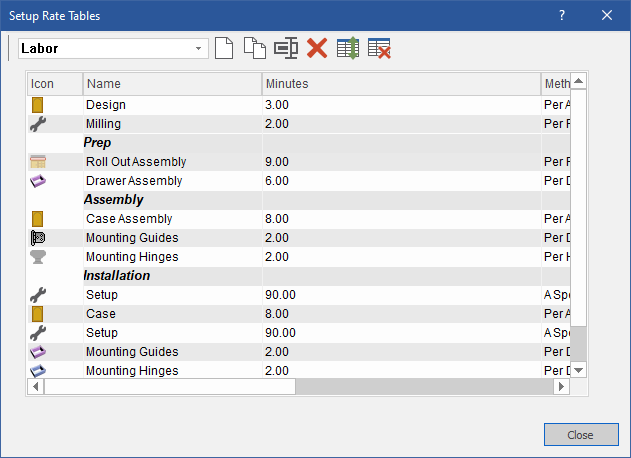 Setup Rate Tables ?
Labor
Icon Name Minutes Meth
Design 3.00 Per A
Milling 2.00 Per F
Prep
Roll Out Assembly 9.00 Per F
Drawer Assembly 6.00 Per D
Assembly
Case Assembly 8.00 Per A
Mounting Guides 2.00 Per D
Mounting Hinges 2.00 Per H
Installation
Setup 90.00 A Spe
Case 8.00 Per A
Setup 90.00 A Spe
Mounting Guides 2.00 Per D
Mounting Hinges 2.00 Per D
Close